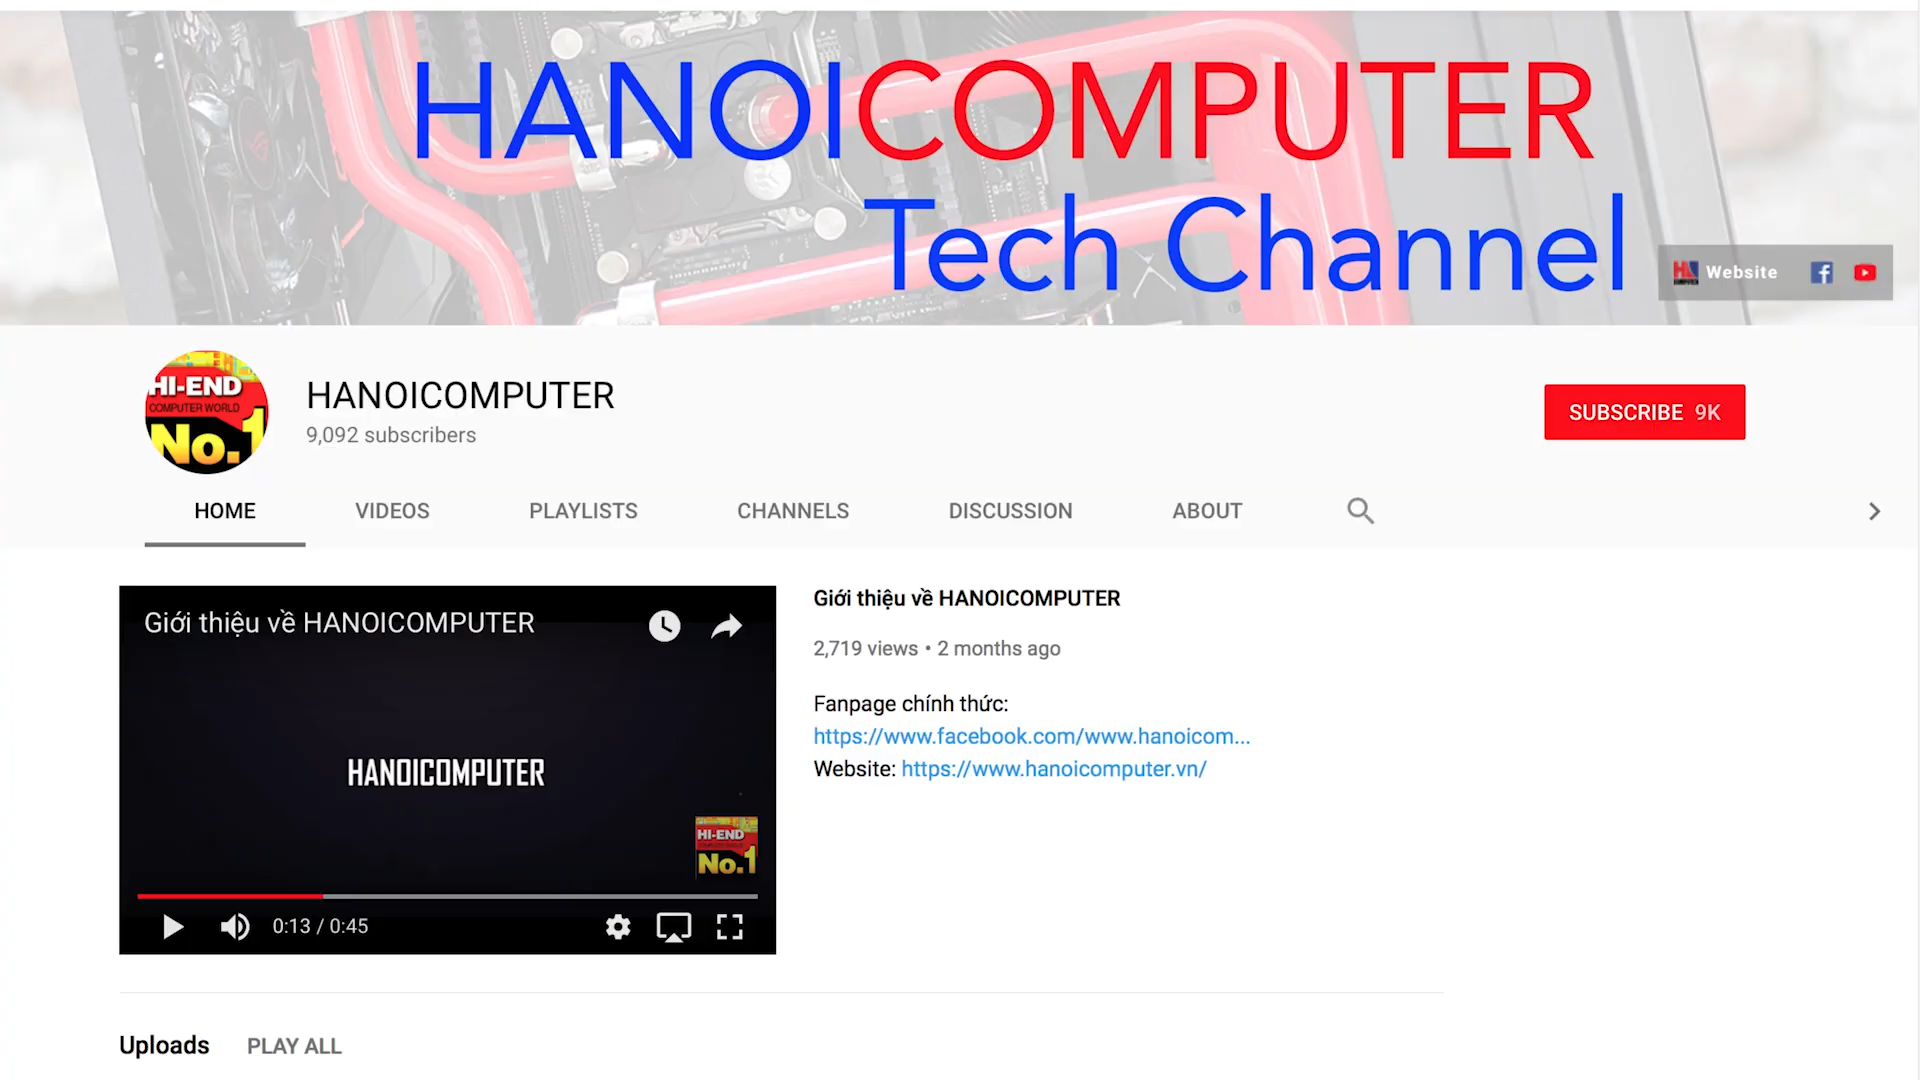 HANOICOMPUTER
Tech Channel
Website
HI-END
COMPUTER WORLD
No.1
HANOICOMPUTER
9,092 subscribers
SUBSCRIBE 9K
HOME VIDEOS PLAYLISTS CHANNELS DISCUSSION ABOUT
Giới thiệu về HANOICOMPUTER
HANOICOMPUTER
HI-END
No.1
0:13 / 0:45
Giới thiệu về HANOICOMPUTER
2,719 views • 2 months ago
Fanpage chính thức:
https://www.facebook.com/www.hanoicom...
Website: https://www.hanoicomputer.vn/
Uploads PLAY ALL